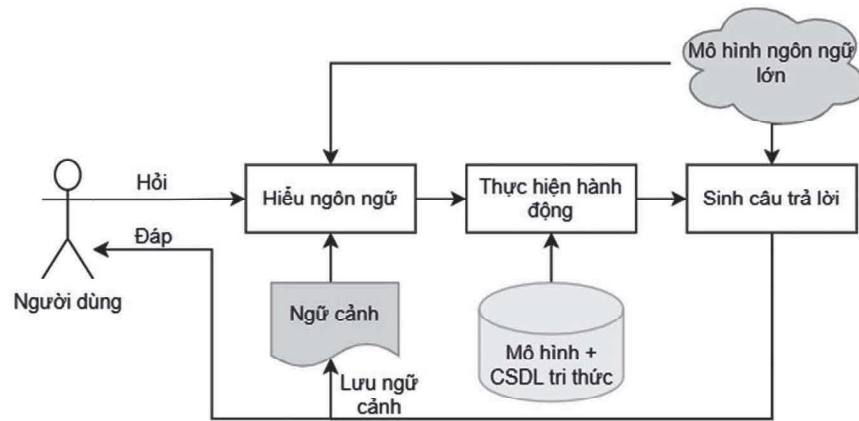 Mô hình ngôn ngữ
lớn
Hỏi
Hiểu ngôn ngữ
Thực hiện hành
động
Sinh câu trả lời
Đáp
Người dùng
Ngữ cảnh
Mô hình +
CSDL tri thức
Lưu ngữ
cảnh